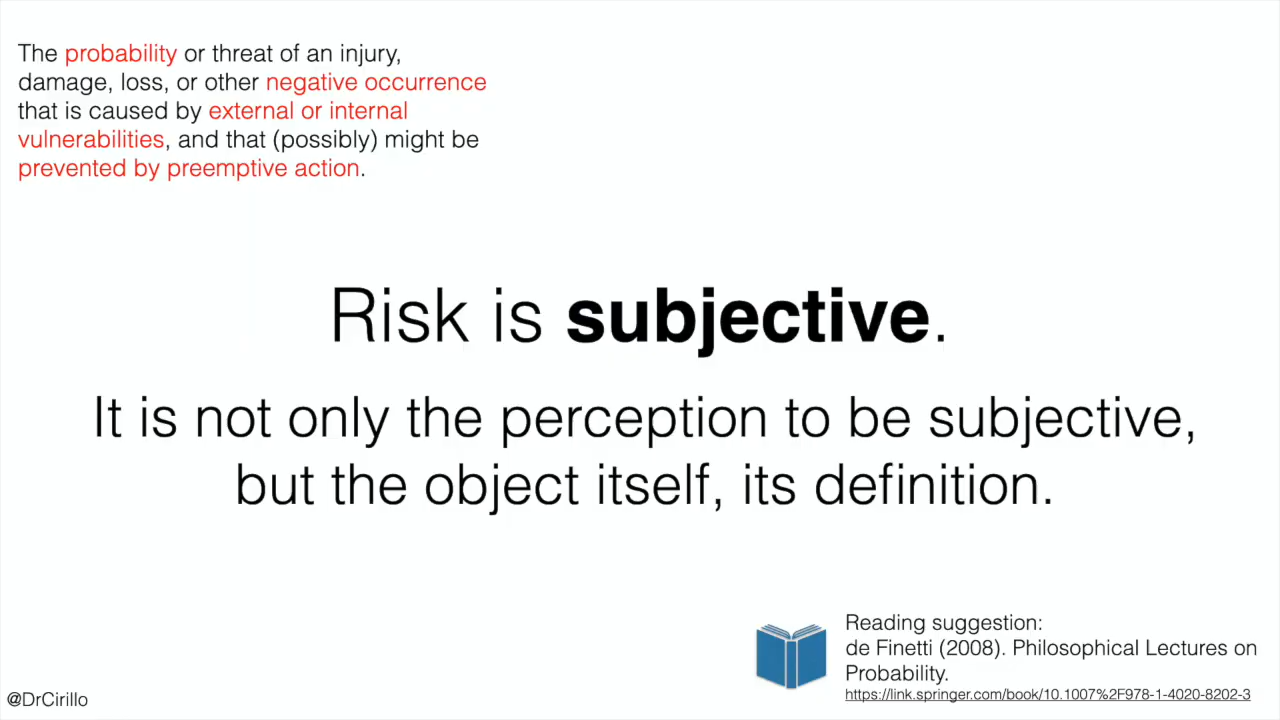 The probability or threat of an injury,
damage, loss, or other negative occurrence
that is caused by external or internal
vulnerabilities, and that (possibly) might be
prevented by preemptive action.
Risk is subjective.
It is not only the perception to be subjective,
but the object itself, its definition.
Reading suggestion:
de Finetti (2008). Philosophical Lectures on
Probability.
https://link.springer.com/book/10.1007%2F978-1-4020-8202-3
@DrCirillo